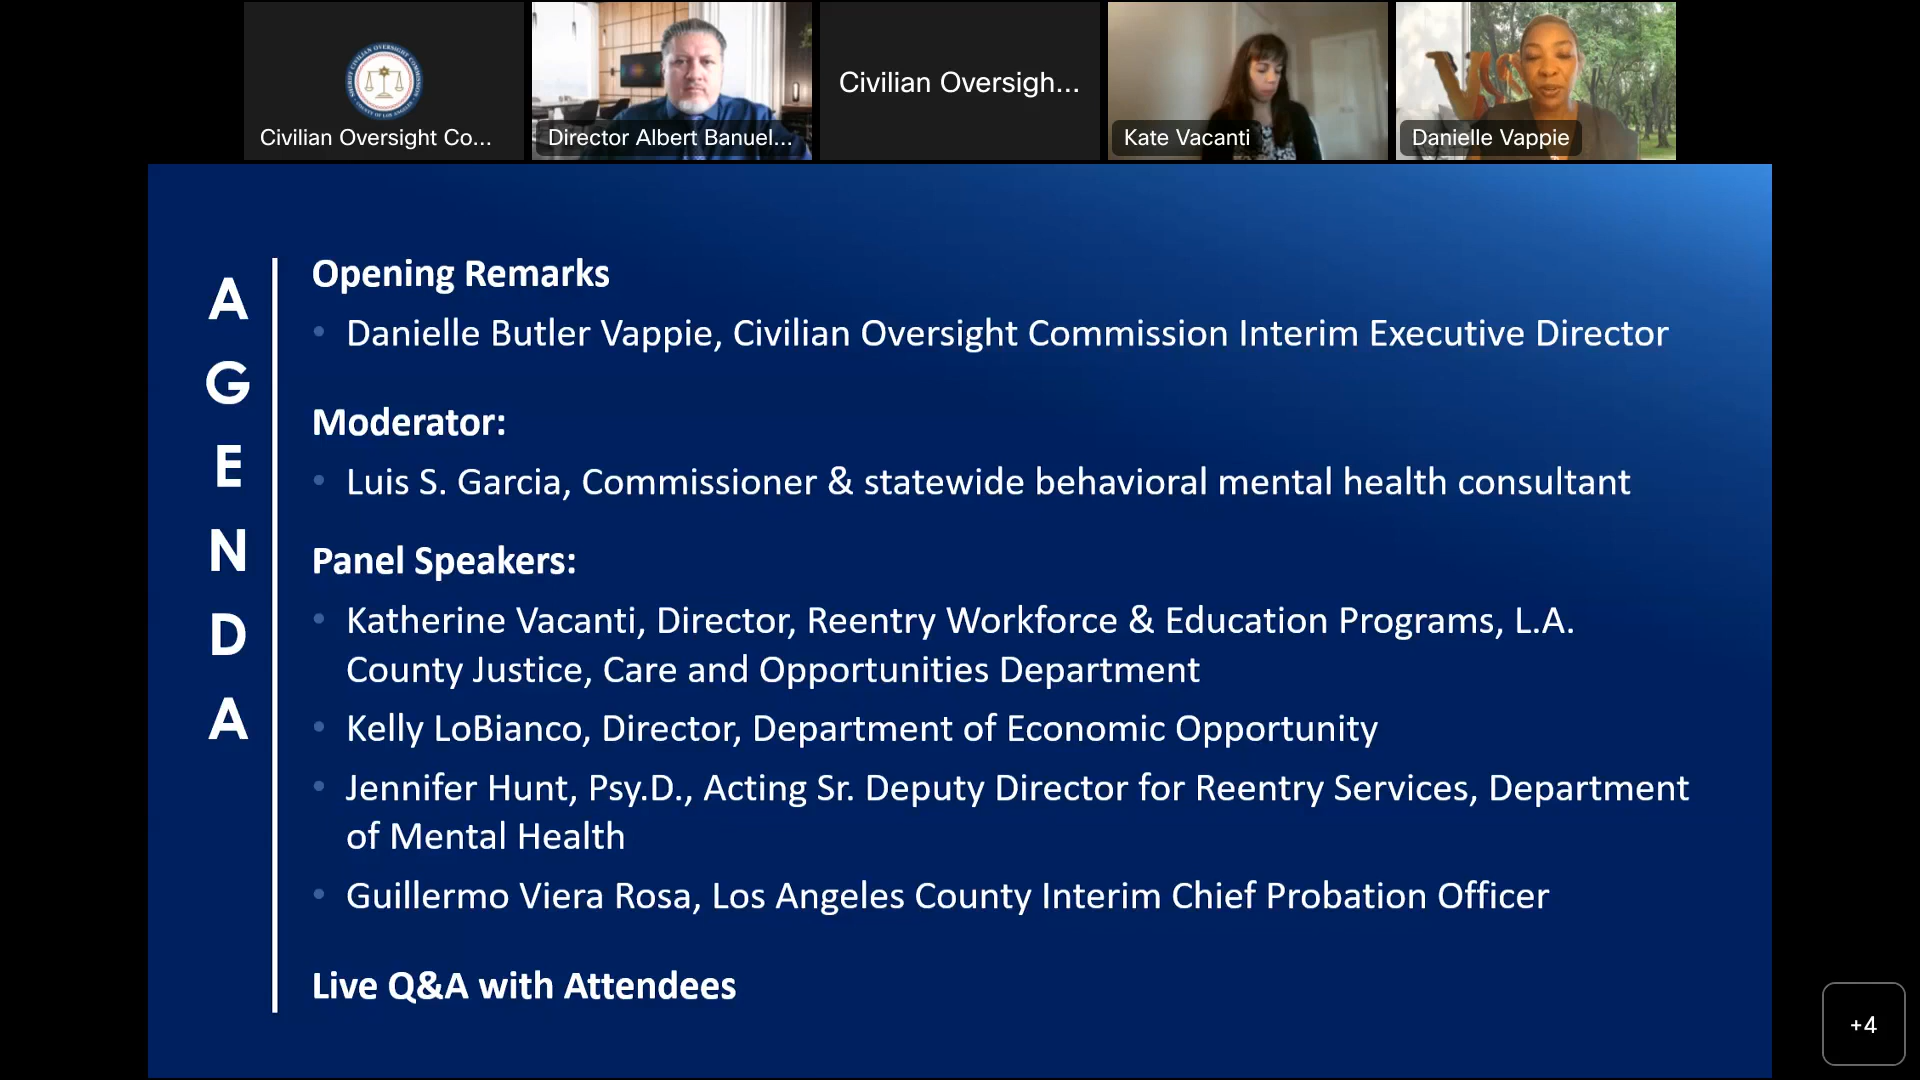 Civilian Oversight Co...
Director Albert Banuel...
Civilian Oversigh...
Kate Vacanti
Danielle Vappie
AGENDA
Opening Remarks
• Danielle Butler Vappie, Civilian Oversight Commission Interim Executive Director
Moderator:
• Luis S. Garcia, Commissioner & statewide behavioral mental health consultant
Panel Speakers:
• Katherine Vacanti, Director, Reentry Workforce & Education Programs, L.A.
County Justice, Care and Opportunities Department
• Kelly LoBianco, Director, Department of Economic Opportunity
• Jennifer Hunt, Psy.D., Acting Sr. Deputy Director for Reentry Services, Department
of Mental Health
• Guillermo Viera Rosa, Los Angeles County Interim Chief Probation Officer
Live Q&A with Attendees
+4